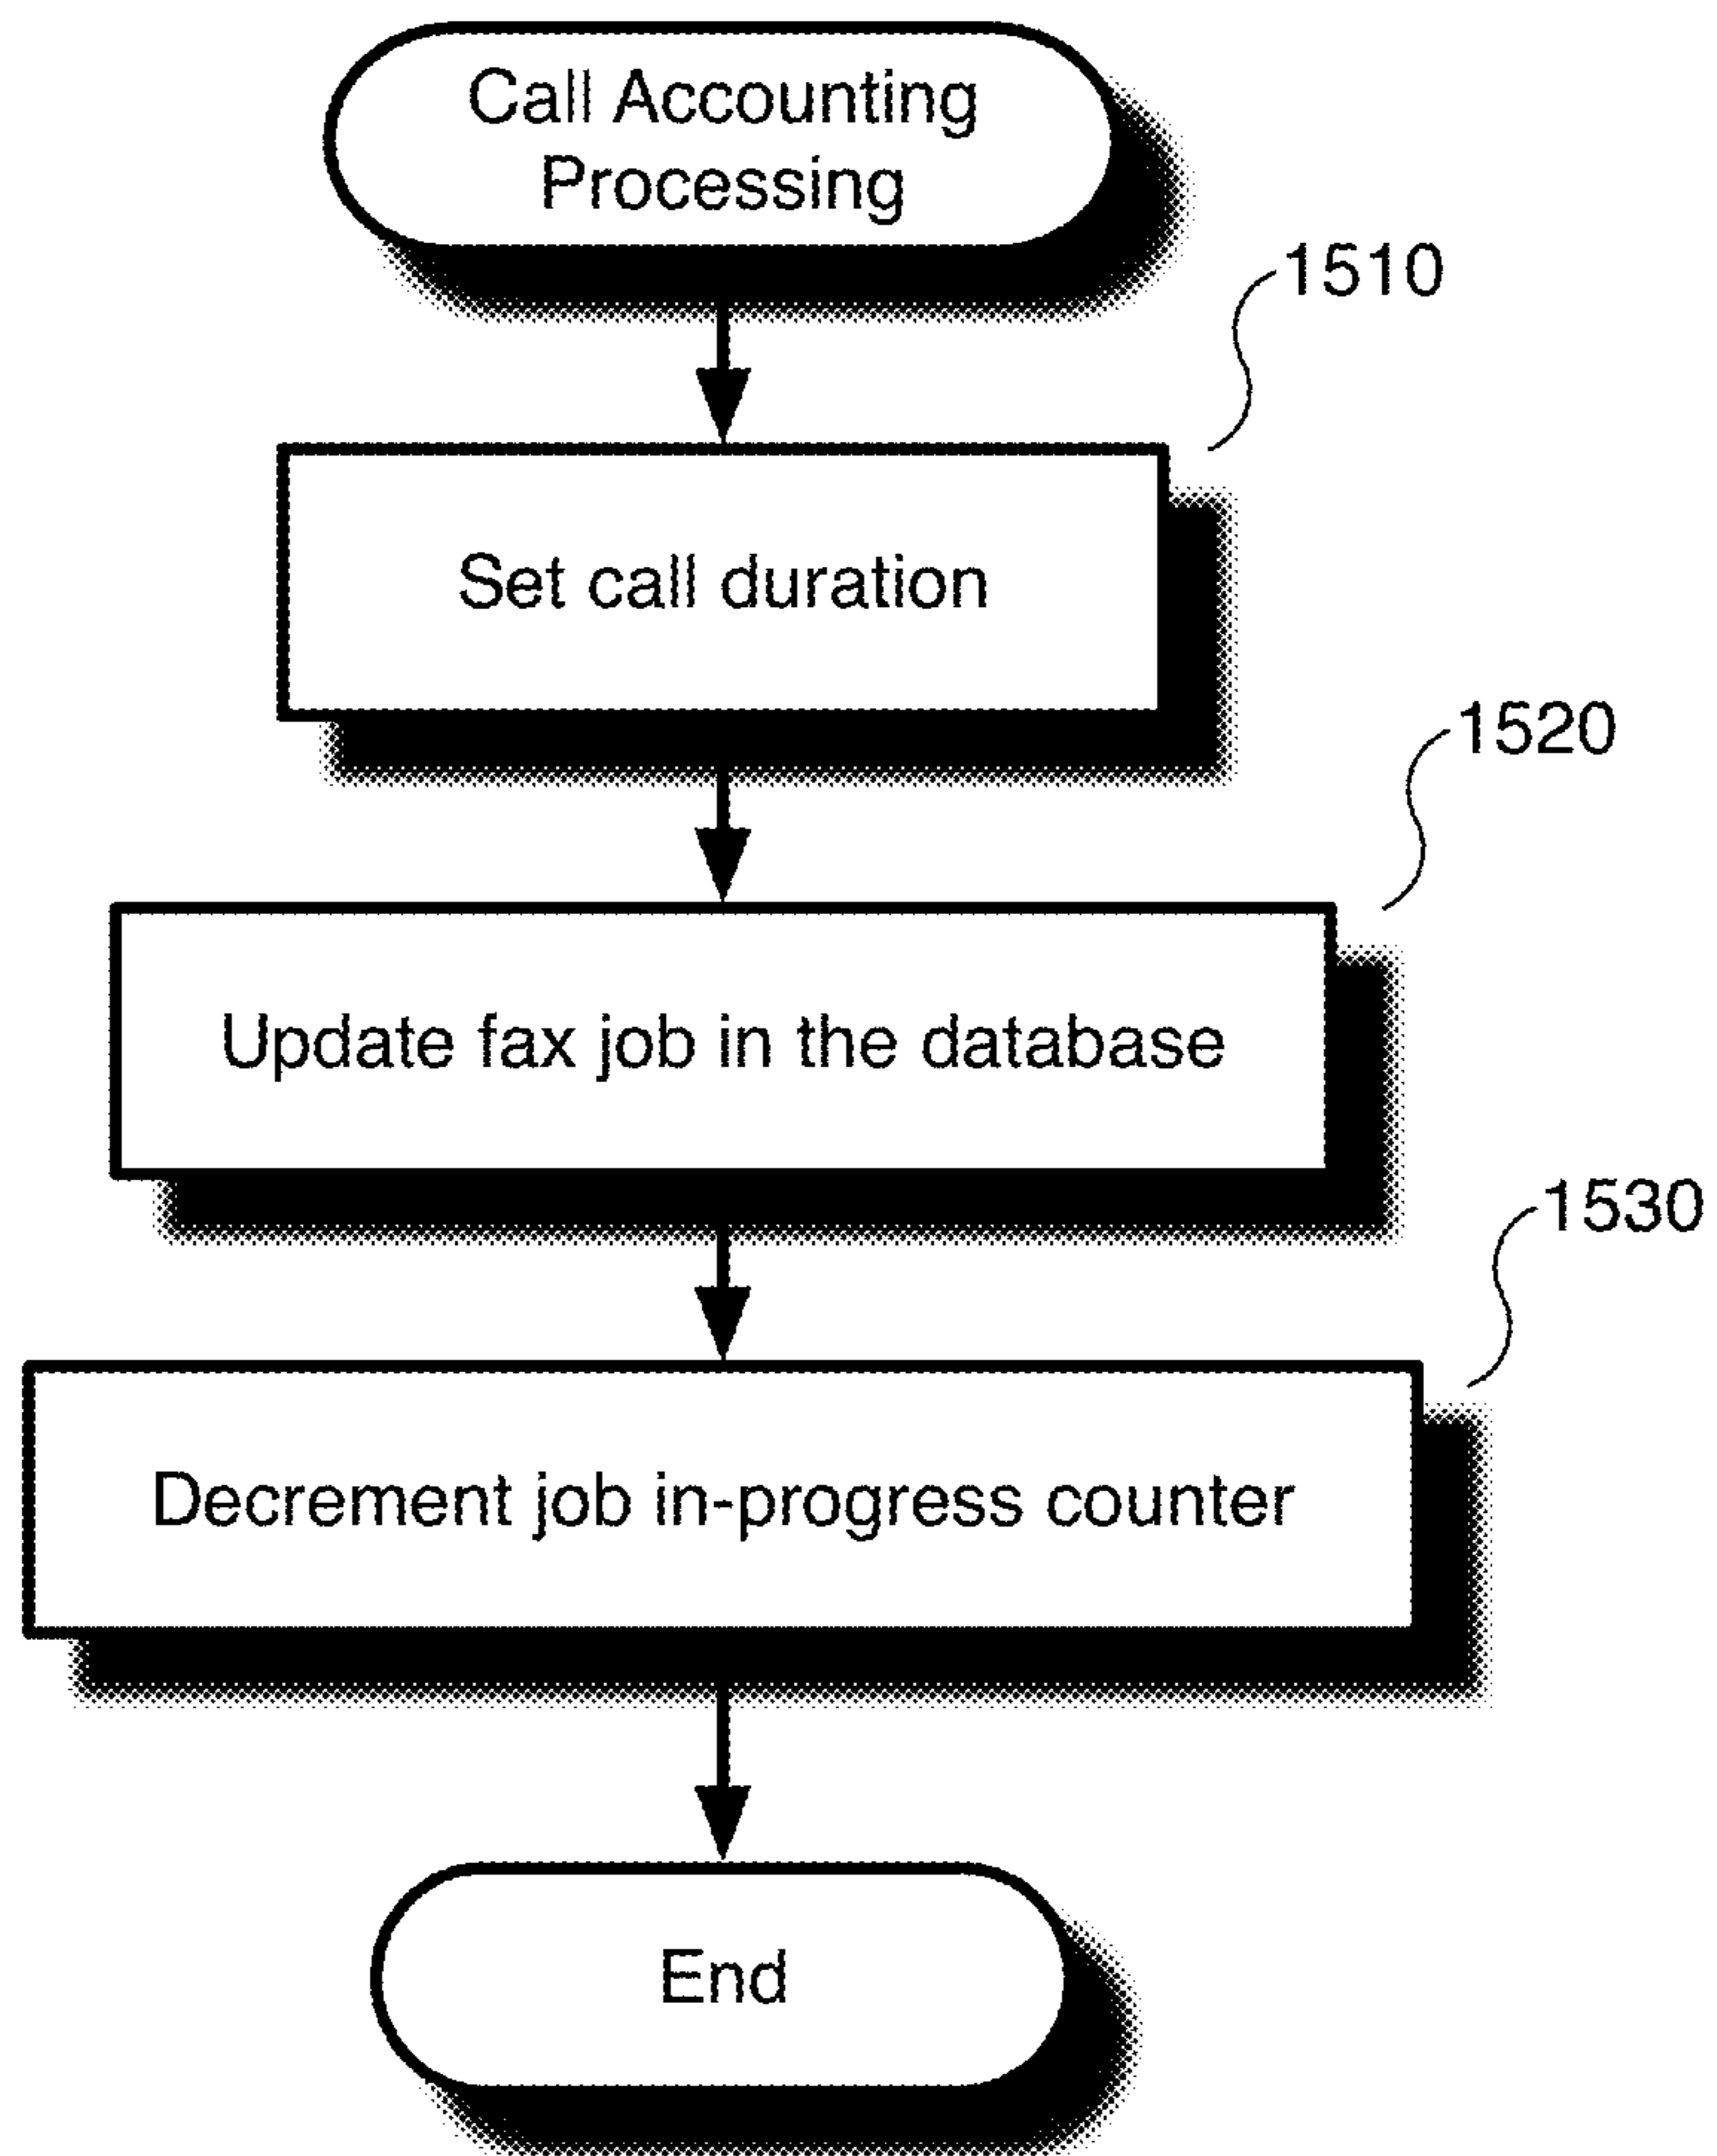 Call Accounting
Processing
1510
Set call duration
1520
Update fax job in the database
1530
Decrement job in-progress counter
End